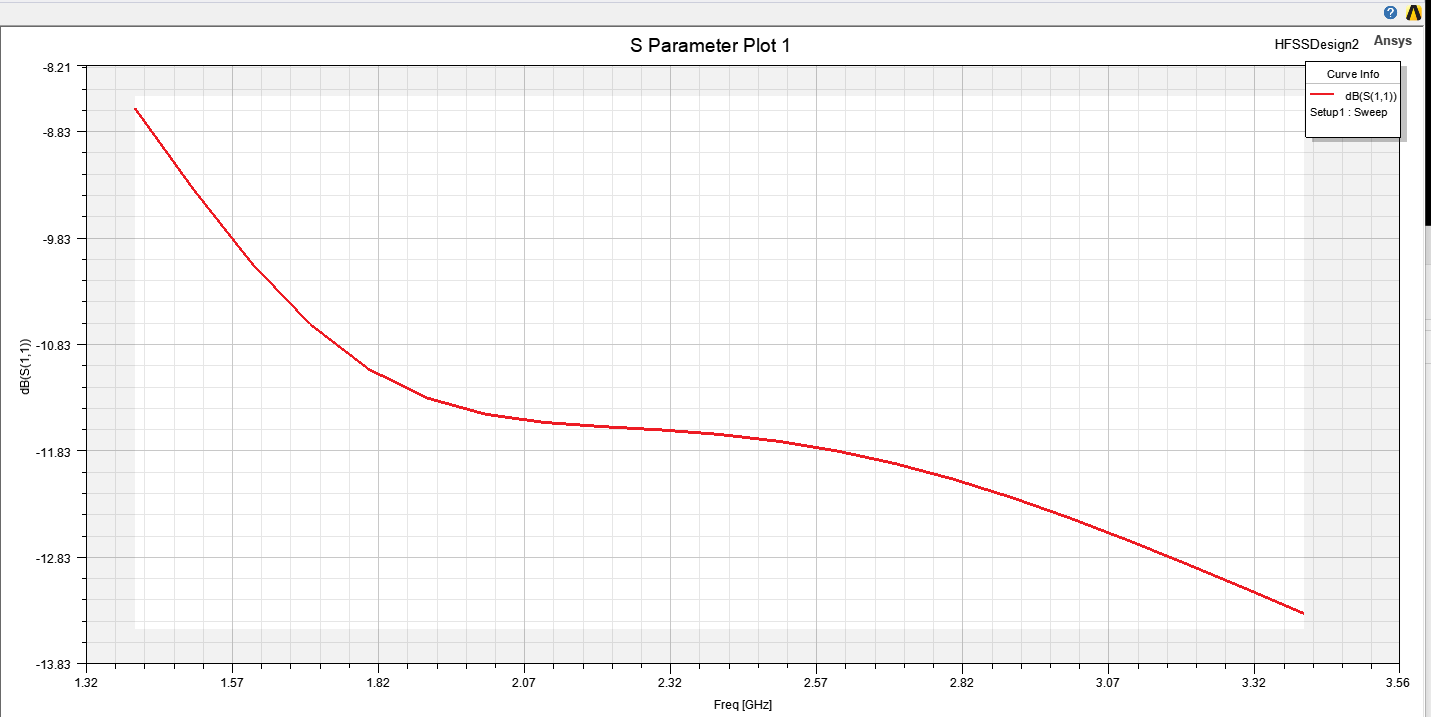 S Parameter Plot 1
HFSSDesign2
Ansys
Curve Info
dB(S(1,1))
Setup1 : Sweep
-8.21
-8.83
-9.83
-10.83
-11.83
-12.83
-13.83
dB(S(1,1))
1.32 1.57 1.82 2.07 2.32 2.57 2.82 3.07 3.32 3.56
Freq [GHz]